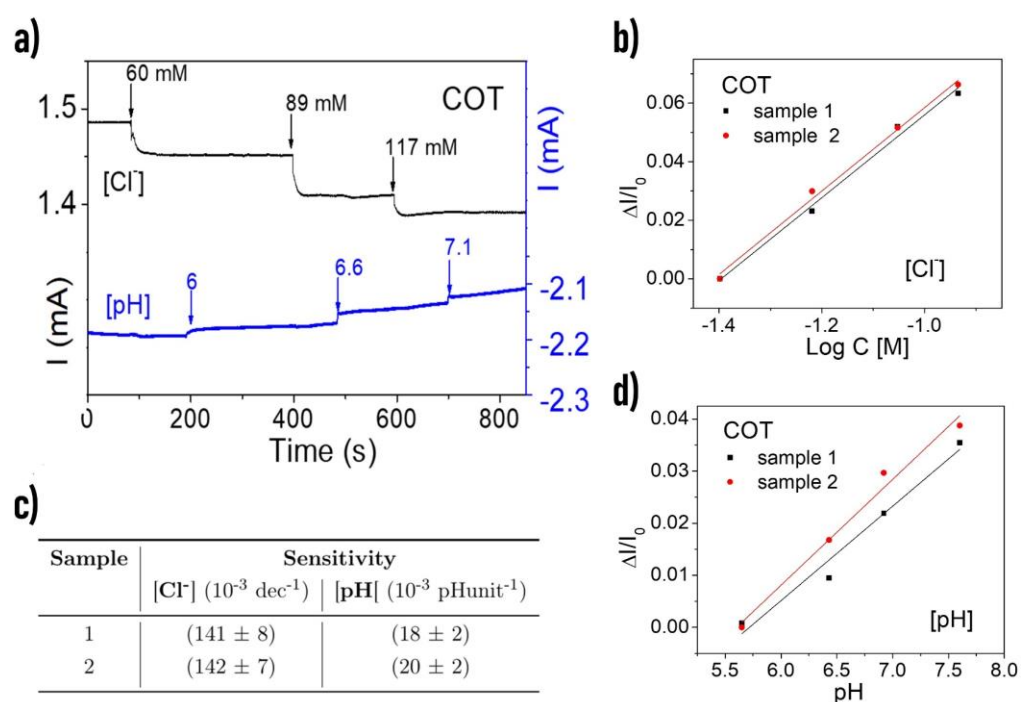 a)
60 mM
89 mM
117 mM
COT
[Cl-]
1.5
1.4
I (mA)
I (mA)
[pH]
6
6.6
7.1
-2.1
-2.2
-2.3
0
200
400
600
800
Time (s)
b)
COT
sample 1
sample 2
[Cl-]
ΔI/I0
0.06
0.04
0.02
0.00
-1.4
-1.2
-1.0
Log C [M]
c)
Sample Sensitivity
[Cl-] (10-3 dec-1) [pH[ (10-3 pHunit-1)
1 (141 ± 8) (18 ± 2)
2 (142 ± 7) (20 ± 2)
d)
COT
sample 1
sample 2
[pH]
ΔI/I0
0.04
0.03
0.02
0.01
0.00
5.5
6.0
6.5
7.0
7.5
8.0
pH